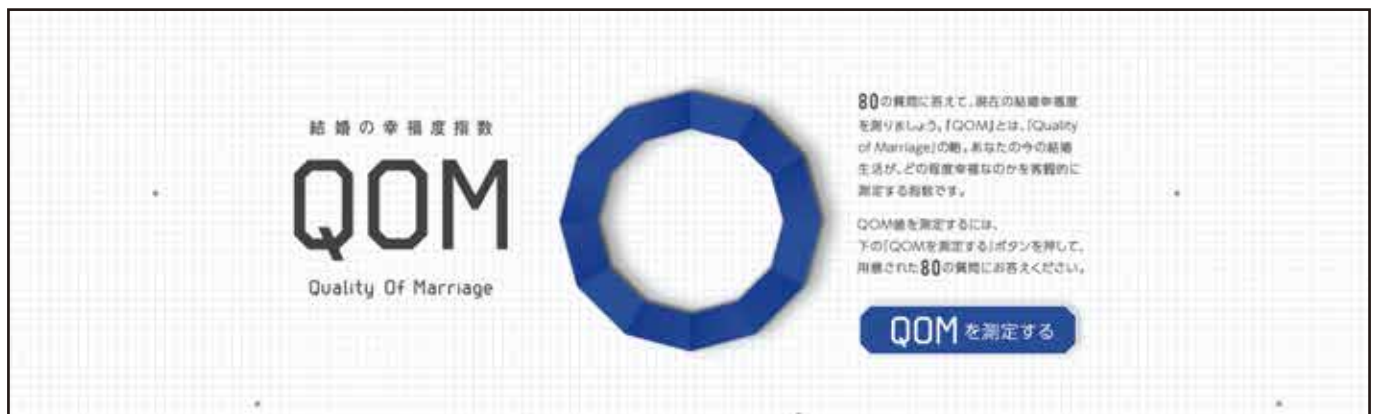 結婚の幸福度指数
QOM
Quality Of Marriage
80の質問に答えて、現在の結婚幸福度
を測りましょう。「QOM」とは、「Quality
of Marriage」の略。あなたの今の結婚
生活が、どの程度幸福なのかを客観的に
測定する指数です。
QOM値を測定するには、
下の「QOMを測定する」ボタンを押して、
用意された80の質問にお答えください。
QOMを測定する